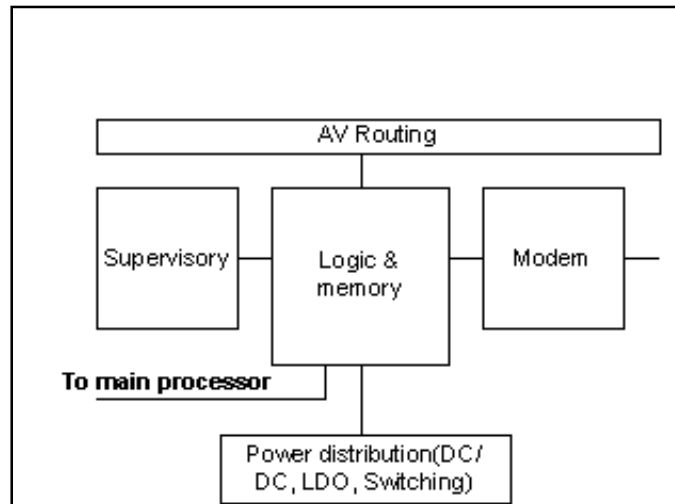 AV Routing
Supervisory
Logic &
memory
Modem
To main processor
Power distribution(DC/
DC, LDO, Switching)